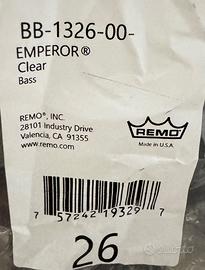 BB-1326-00-
EMPEROR®
Clear
Bass
REMO®, INC.
28101 Industry Drive
Valencia, CA 91355
www.remo.com
REMO®
Made in U.S.A.
7 57242 19329 7
26
subito